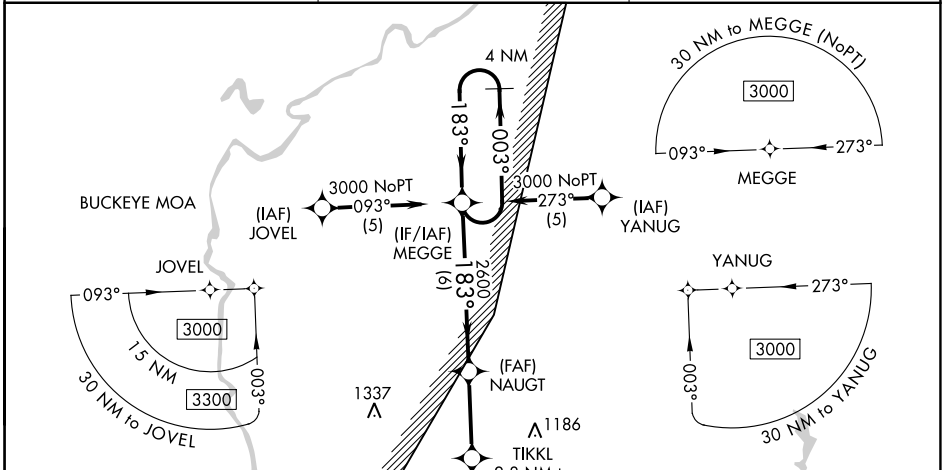 4 NM
30 NM to MEGGE (NoPT)
3000
093°
273°
MEGGE
183°
003°
BUCKEYE MOA
3000 NoPT
093°
(5)
(IAF)
JOVEL
(IF/IAF)
MEGGE
3000 NoPT
273°
(5)
(IAF)
YANUG
2600
183°
(6)
JOVEL
093°
3000
15 NM
3300
003°
30 NM to JOVEL
YANUG
273°
3000
003°
30 NM to YANUG
(FAF)
NAUGT
1337
1186
TIKKL